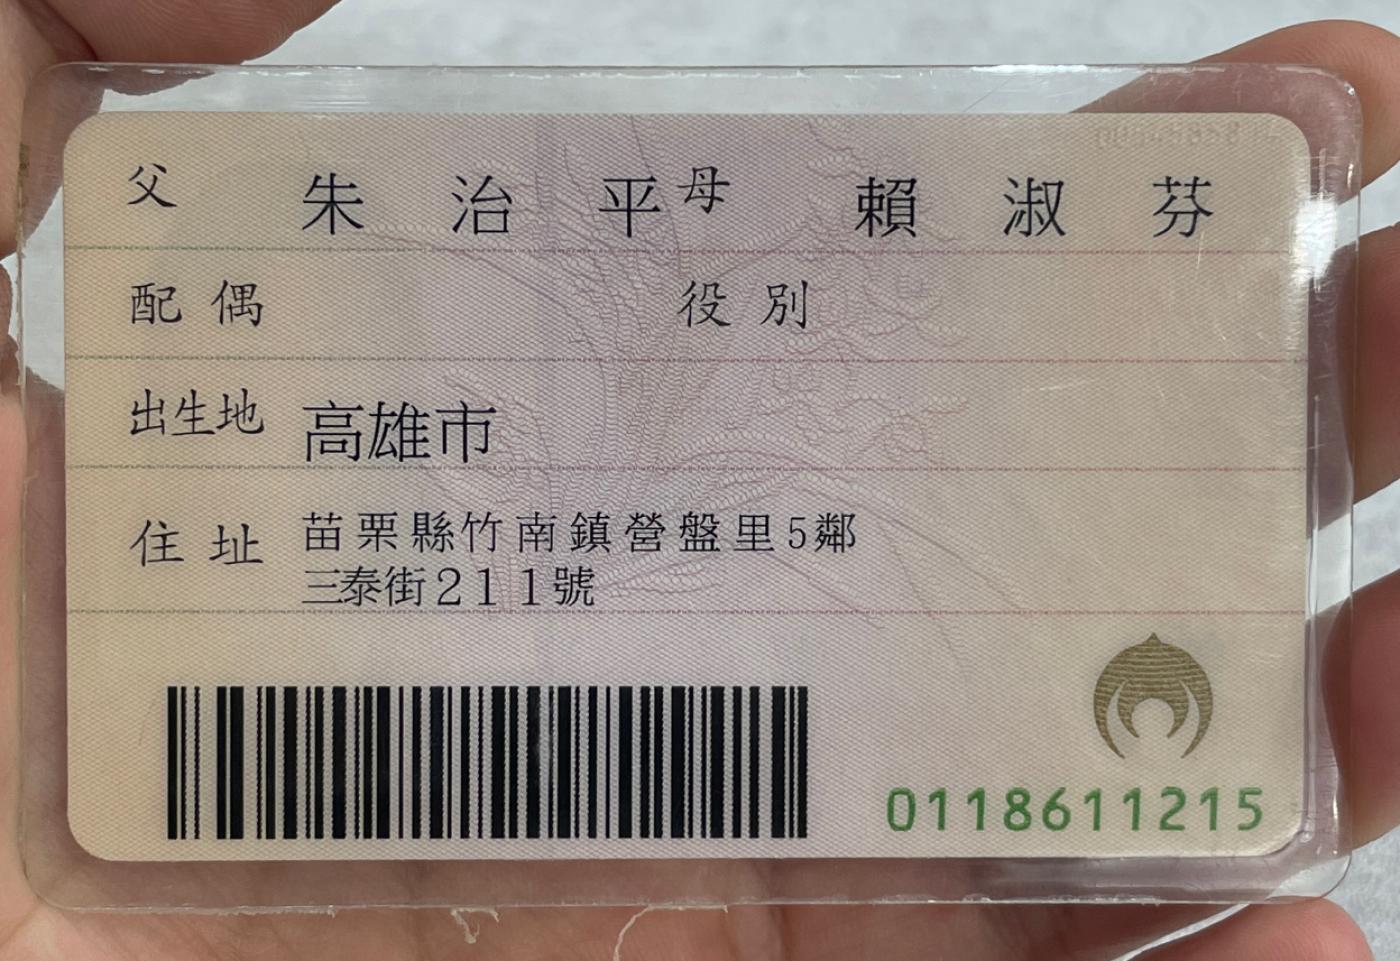 父 朱治平 母 賴淑芬
配偶 役別
出生地 高雄市
住址 苗栗縣竹南鎮營盤里5鄰
三泰街211號
0118611215